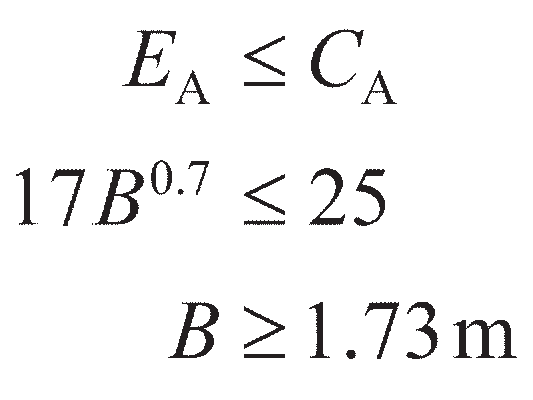 E_A ≤ C_A
17B^0.7 ≤ 25
B ≥ 1.73 m